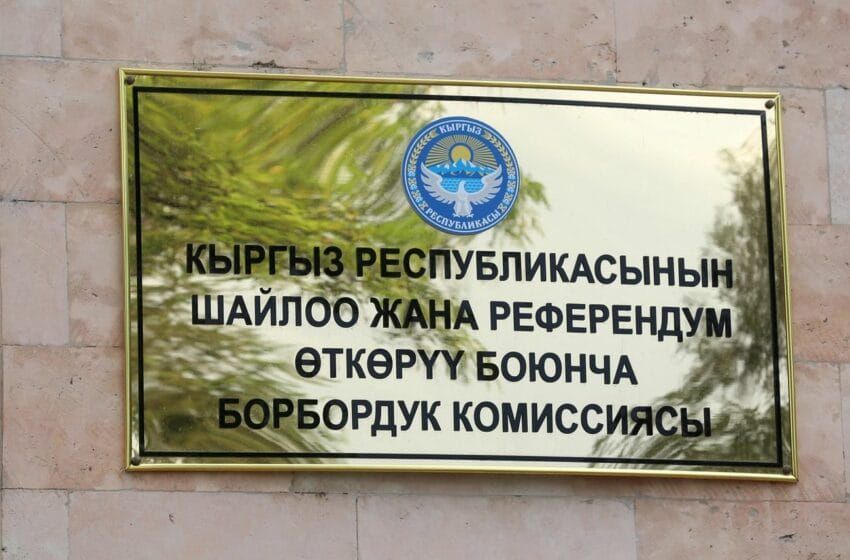 КЫРГЫЗ
РЕСПУБЛИКАСЫ
КЫРГЫЗ РЕСПУБЛИКАСЫНЫН
ШАЙЛОО ЖАНА РЕФЕРЕНДУМ
ӨТКӨРҮҮ БОЮНЧА
БОРБОРДУК КОМИССИЯСЫ